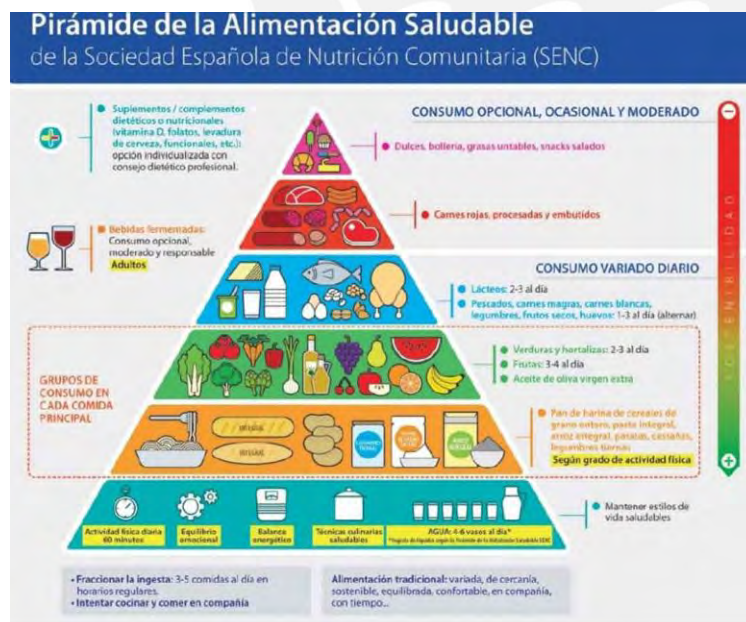 Pirámide de la Alimentación Saludable
de la Sociedad Española de Nutrición Comunitaria (SENC)
Suplementos / complementos
dietéticos o nutricionales
(vitamina D, folatos, levadura
de cerveza, funcionales, etc.):
opción individualizada con
consejo dietético profesional.
CONSUMO OPCIONAL, OCASIONAL Y MODERADO
Dulces, bollería, grasas untables, snacks salados
Carnes rojas, procesadas y embutidos
Bebidas fermentadas:
Consumo opcional,
moderado y responsable
Adultos
CONSUMO VARIADO DIARIO
Lácteos: 2-3 al día
Pescados, carnes magras, carnes blancas,
legumbres, frutos secos, huevos: 1-3 al día (alternar)
Verduras y hortalizas: 2-3 al día
Frutas: 3-4 al día
Aceite de oliva virgen extra
GRUPOS DE
CONSUMO EN
CADA COMIDA
PRINCIPAL
Pan de harina de cereales de
grano entero, pasta integral,
arroz integral, patatas, castañas,
legumbres tiernas
Según grado de actividad física
SOSTENIBILIDAD
Mantener estilos de
vida saludables
Actividad física diaria
60 minutos
Equilibrio
emocional
Balance
energético
Técnicas culinarias
saludables
AGUA: 4-6 vasos al día*
• Fraccionar la ingesta: 3-5 comidas al día en
horarios regulares.
• Intentar cocinar y comer en compañía
Alimentación tradicional: variada, de cercanía,
sostenible, equilibrada, confortable, en compañía,
con tiempo...